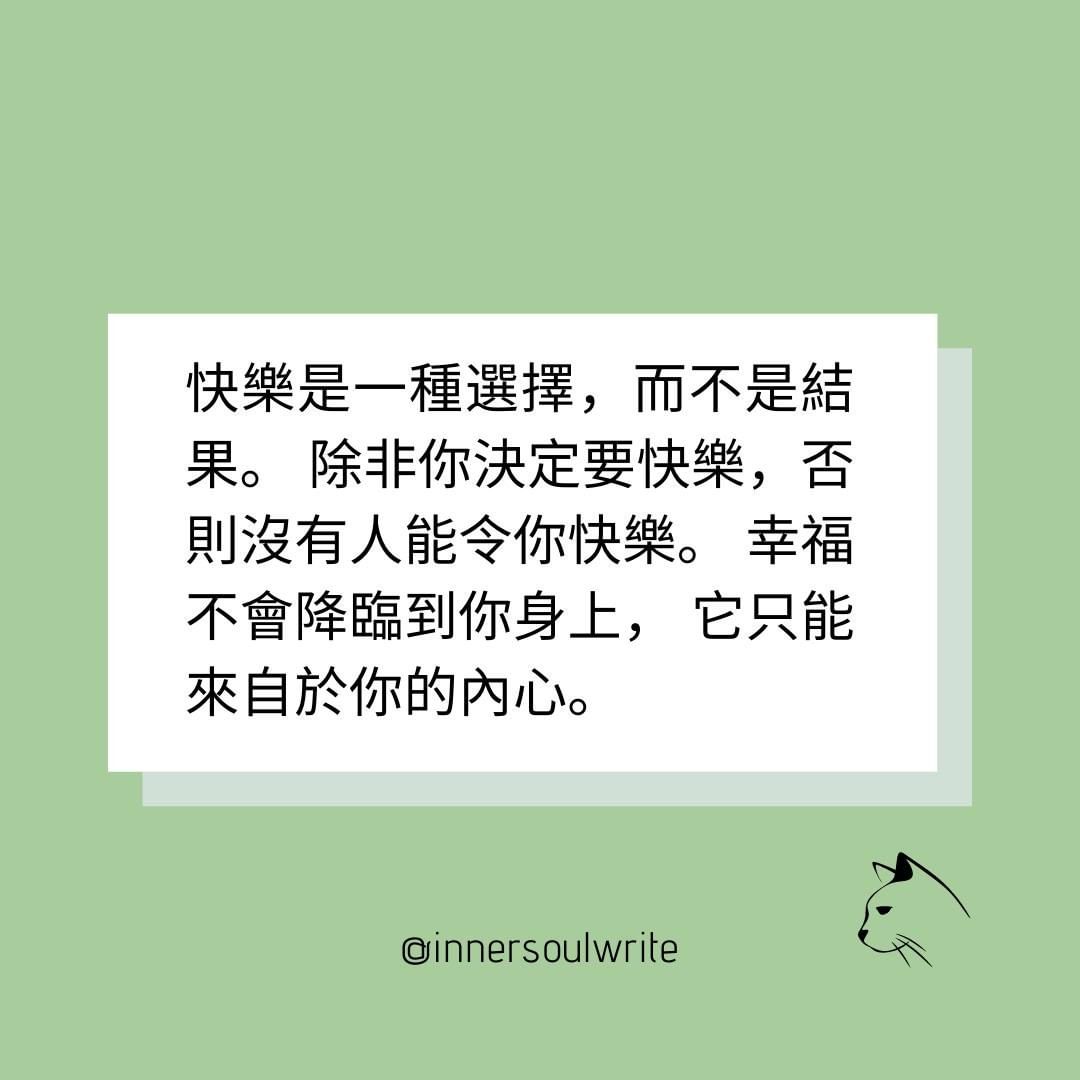 快樂是一種選擇，而不是結
果。 除非你決定要快樂，否
則沒有人能令你快樂。 幸福
不會降臨到你身上， 它只能
來自於你的內心。
@innersoulwrite